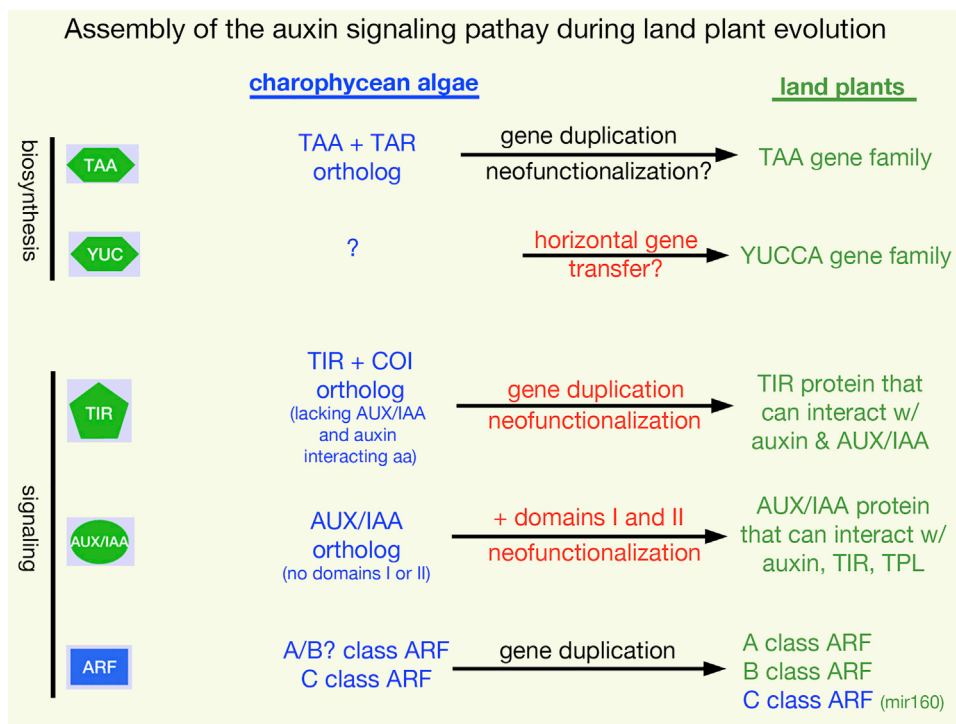 Assembly of the auxin signaling pathay during land plant evolution
charophycean algae
land plants
biosynthesis
TAA
TAA + TAR
ortholog
gene duplication
neofunctionalization?
TAA gene family
YUC
?
horizontal gene
transfer?
YUCCA gene family
signaling
TIR
TIR + COI
ortholog
(lacking AUX/IAA
and auxin
interacting aa)
gene duplication
neofunctionalization
TIR protein that
can interact w/
auxin & AUX/IAA
AUX/IAA
AUX/IAA
ortholog
(no domains I or II)
+ domains I and II
neofunctionalization
AUX/IAA protein
that can interact w/
auxin, TIR, TPL
ARF
A/B? class ARF
C class ARF
gene duplication
A class ARF
B class ARF
C class ARF (mir160)